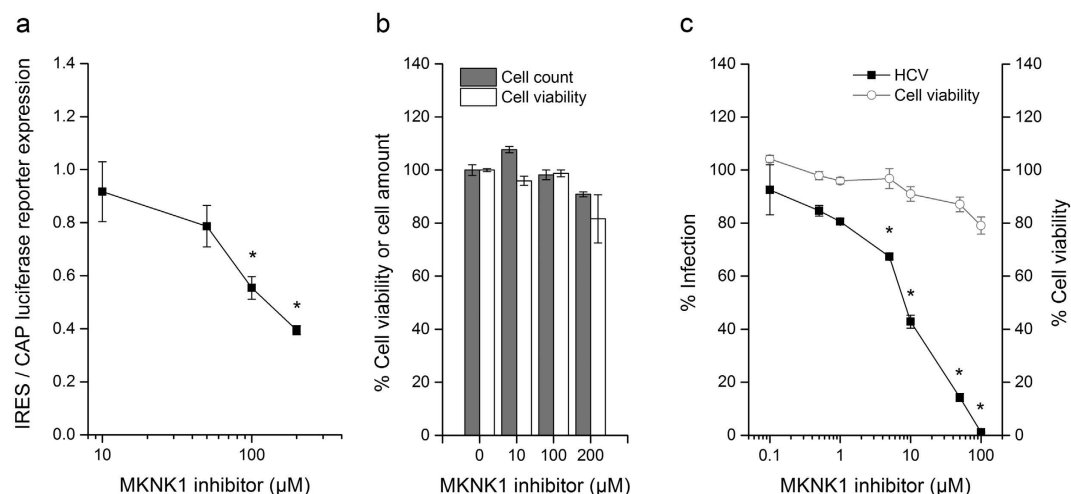 a
IRES / CAP luciferase reporter expression
1.4
1.2
1.0
0.8
0.6
0.4
0.2
0.0
*
*
10
100
MKNK1 inhibitor (µM)
b
% Cell viability or cell amount
140
120
100
80
60
40
20
0
Cell count
Cell viability
0 10 100 200
MKNK1 inhibitor (µM)
c
% Infection
140
120
100
80
60
40
20
0
HCV
Cell viability
*
*
*
*
0.1 1 10 100
MKNK1 inhibitor (µM)
140
120
100
80
60
40
20
0
% Cell viability